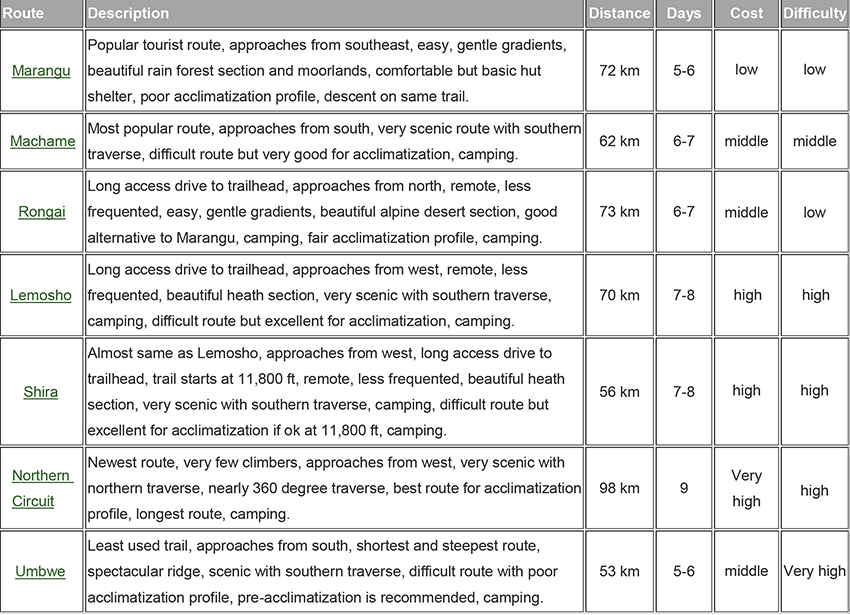 Route Description Distance Days Cost Difficulty
Marangu
Popular tourist route, approaches from southeast, easy, gentle gradients,
beautiful rain forest section and moorlands, comfortable but basic hut
shelter, poor acclimatization profile, descent on same trail.
72 km 5-6 low low
Machame
Most popular route, approaches from south, very scenic route with southern
traverse, difficult route but very good for acclimatization, camping.
62 km 6-7 middle middle
Rongai
Long access drive to trailhead, approaches from north, remote, less
frequented, easy, gentle gradients, beautiful alpine desert section, good
alternative to Marangu, camping, fair acclimatization profile, camping.
73 km 6-7 middle low
Lemosho
Long access drive to trailhead, approaches from west, remote, less
frequented, beautiful heath section, very scenic with southern traverse,
camping, difficult route but excellent for acclimatization, camping.
70 km 7-8 high high
Shira
Almost same as Lemosho, approaches from west, long access drive to
trailhead, trail starts at 11,800 ft, remote, less frequented, beautiful heath
section, very scenic with southern traverse, camping, difficult route but
excellent for acclimatization if ok at 11,800 ft, camping.
56 km 7-8 high high
Northern
Circuit
Newest route, very few climbers, approaches from west, very scenic with
northern traverse, nearly 360 degree traverse, best route for acclimatization
profile, longest route, camping.
98 km 9 Very
high
high
Umbwe
Least used trail, approaches from south, shortest and steepest route,
spectacular ridge, scenic with southern traverse, difficult route with poor
acclimatization profile, pre-acclimatization is recommended, camping.
53 km 5-6 middle Very high